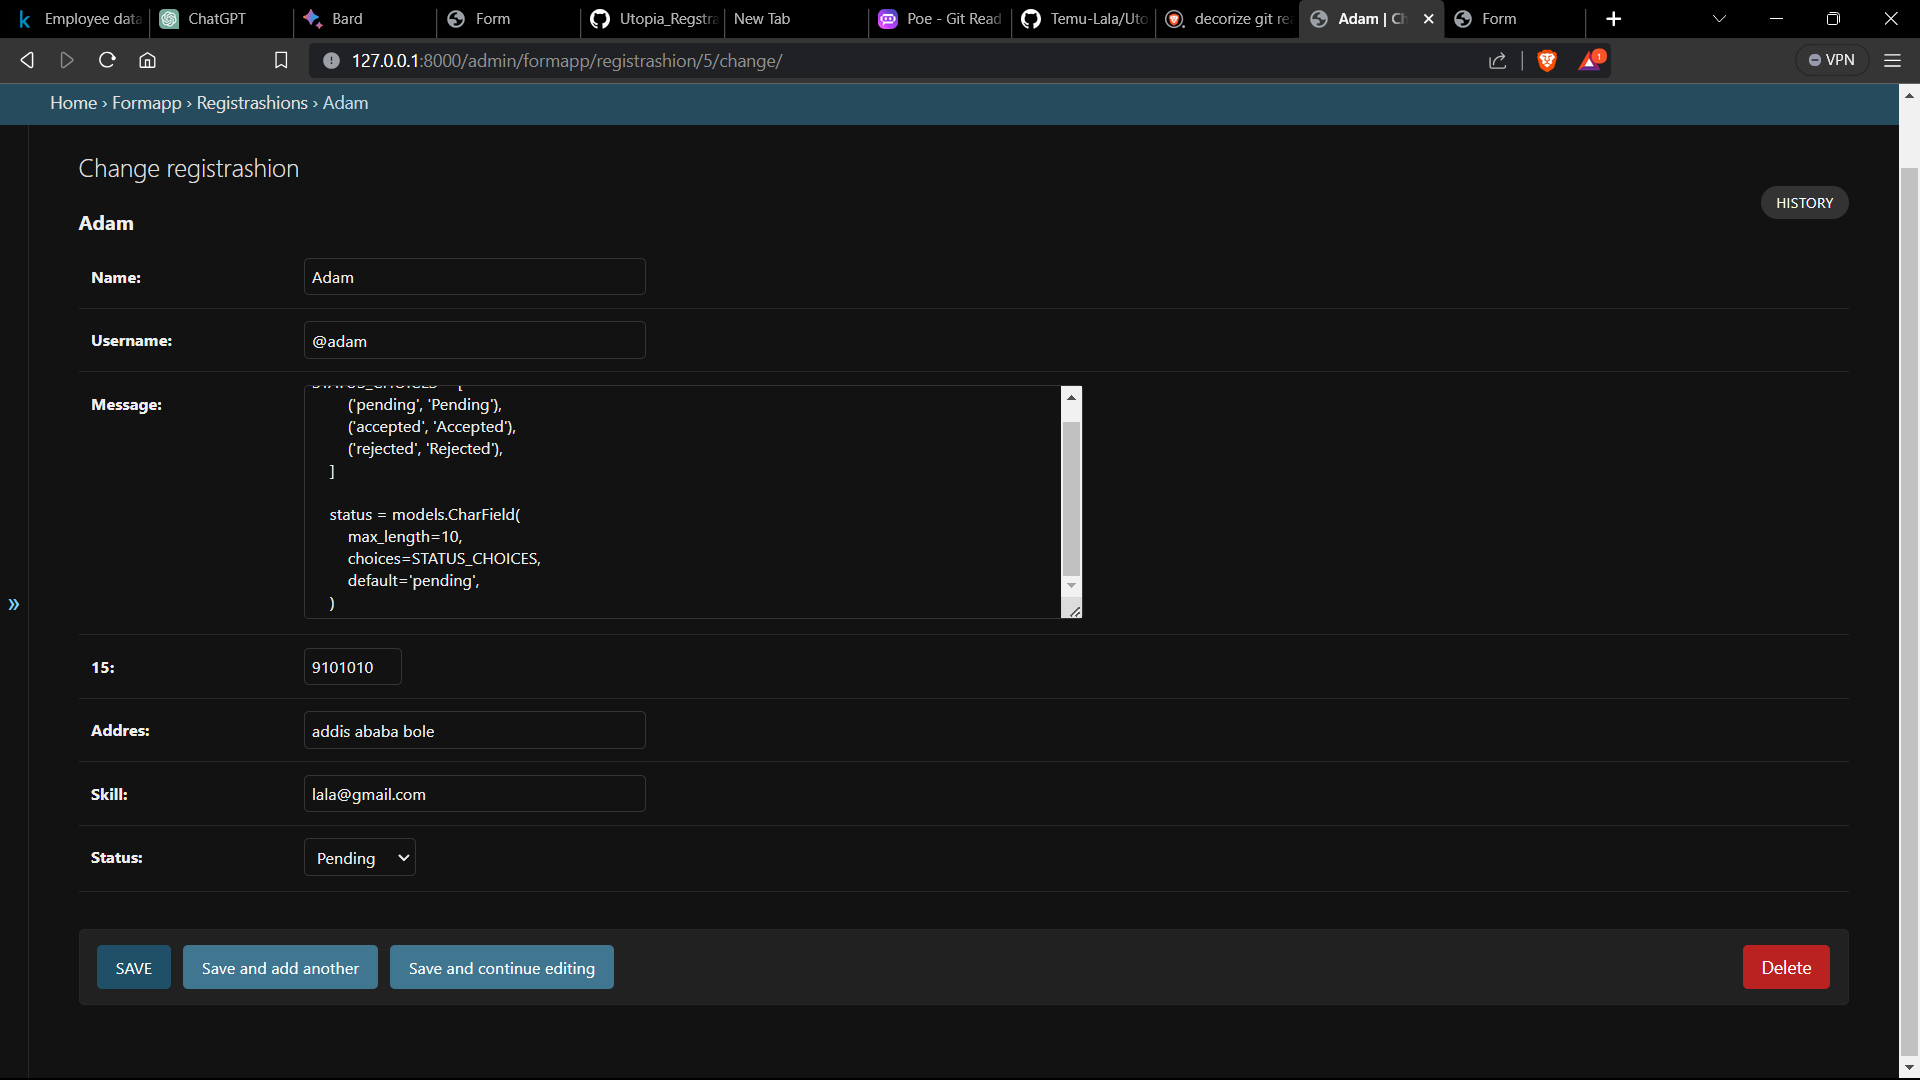 Employee data
ChatGPT
Bard
Form
Utopia_Regstra
New Tab
Poe - Git Read
Temu-Lala/Uto
decorize git rea
Adam | Ch
Form
127.0.0.1:8000/admin/formapp/registrashion/5/change/
1
VPN
Home › Formapp › Registrashions › Adam
Change registrashion
HISTORY
Adam
Name:
Adam
Username:
@adam
Message:
STATUS_CHOICES = [
('pending', 'Pending'),
('accepted', 'Accepted'),
('rejected', 'Rejected'),
]
status = models.CharField(
max_length=10,
choices=STATUS_CHOICES,
default='pending',
)
15:
9101010
Addres:
addis ababa bole
Skill:
lala@gmail.com
Status:
Pending
SAVE
Save and add another
Save and continue editing
Delete